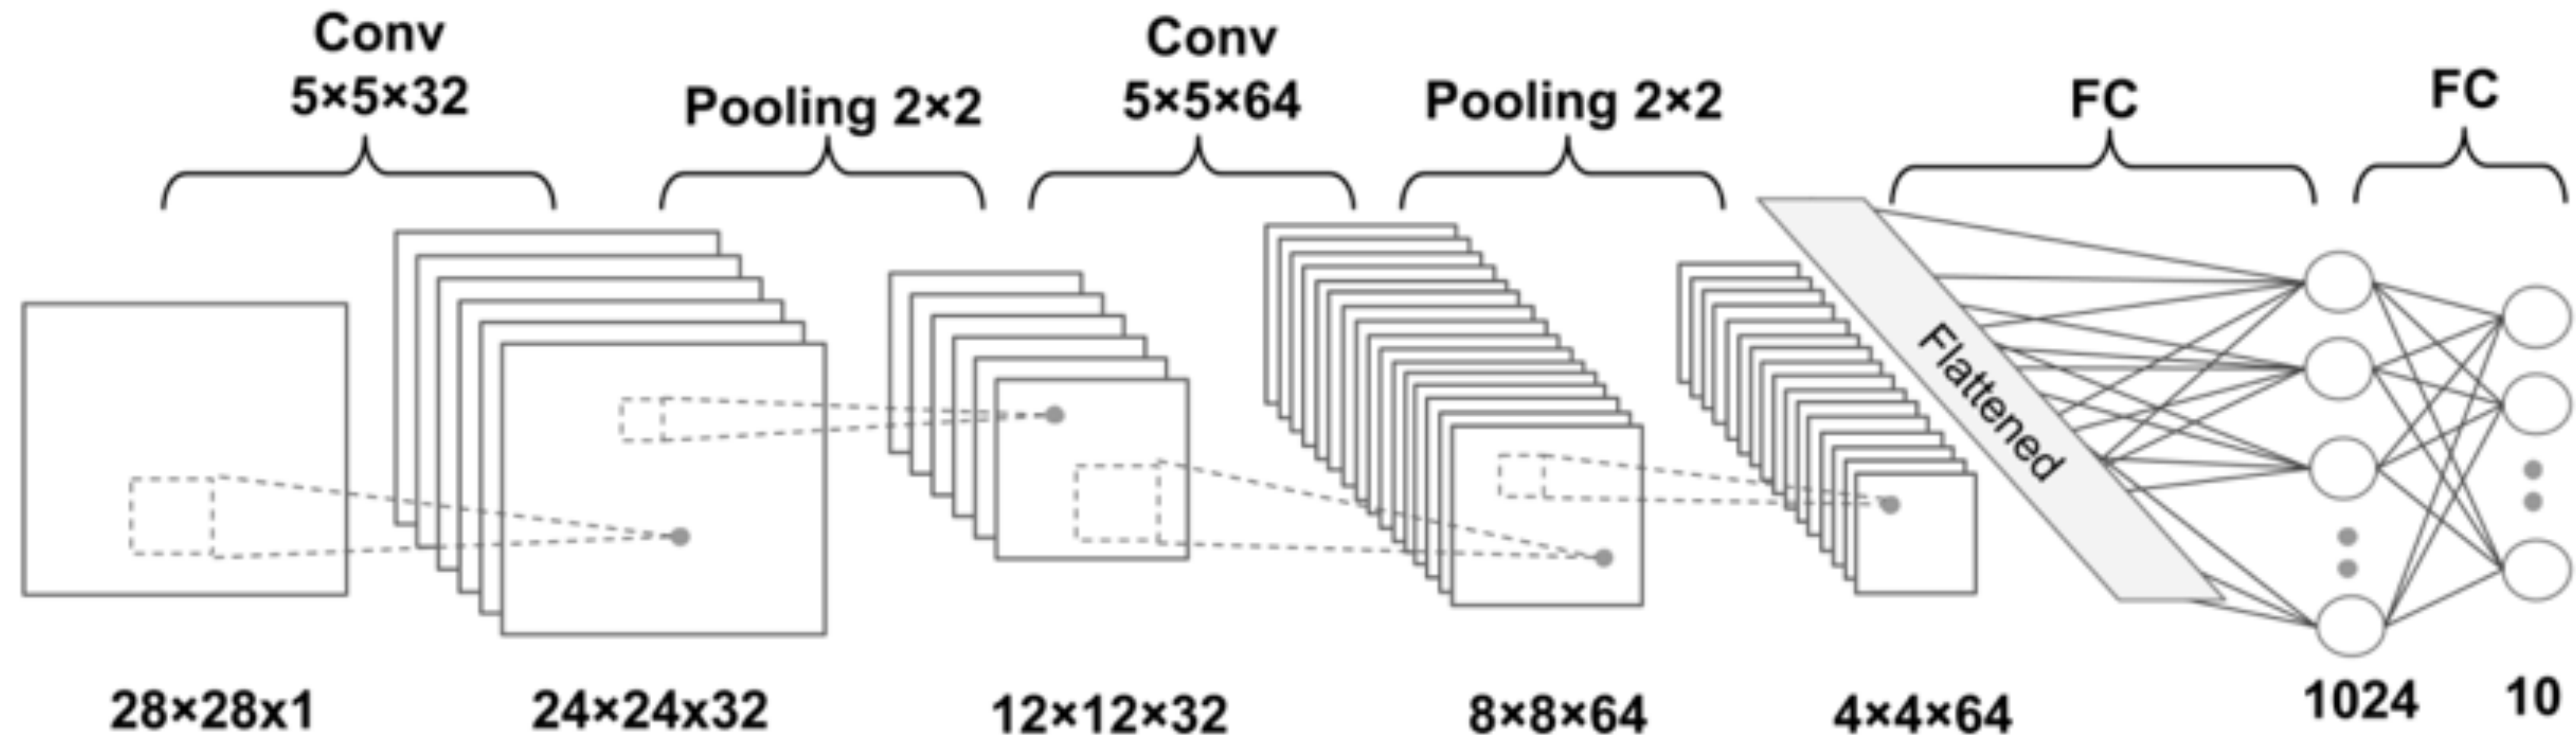 Conv
5×5×32
Pooling 2×2
Conv
5×5×64
Pooling 2×2
FC
FC
Flattened
28×28x1
24×24x32
12×12×32
8×8×64
4×4×64
1024
10